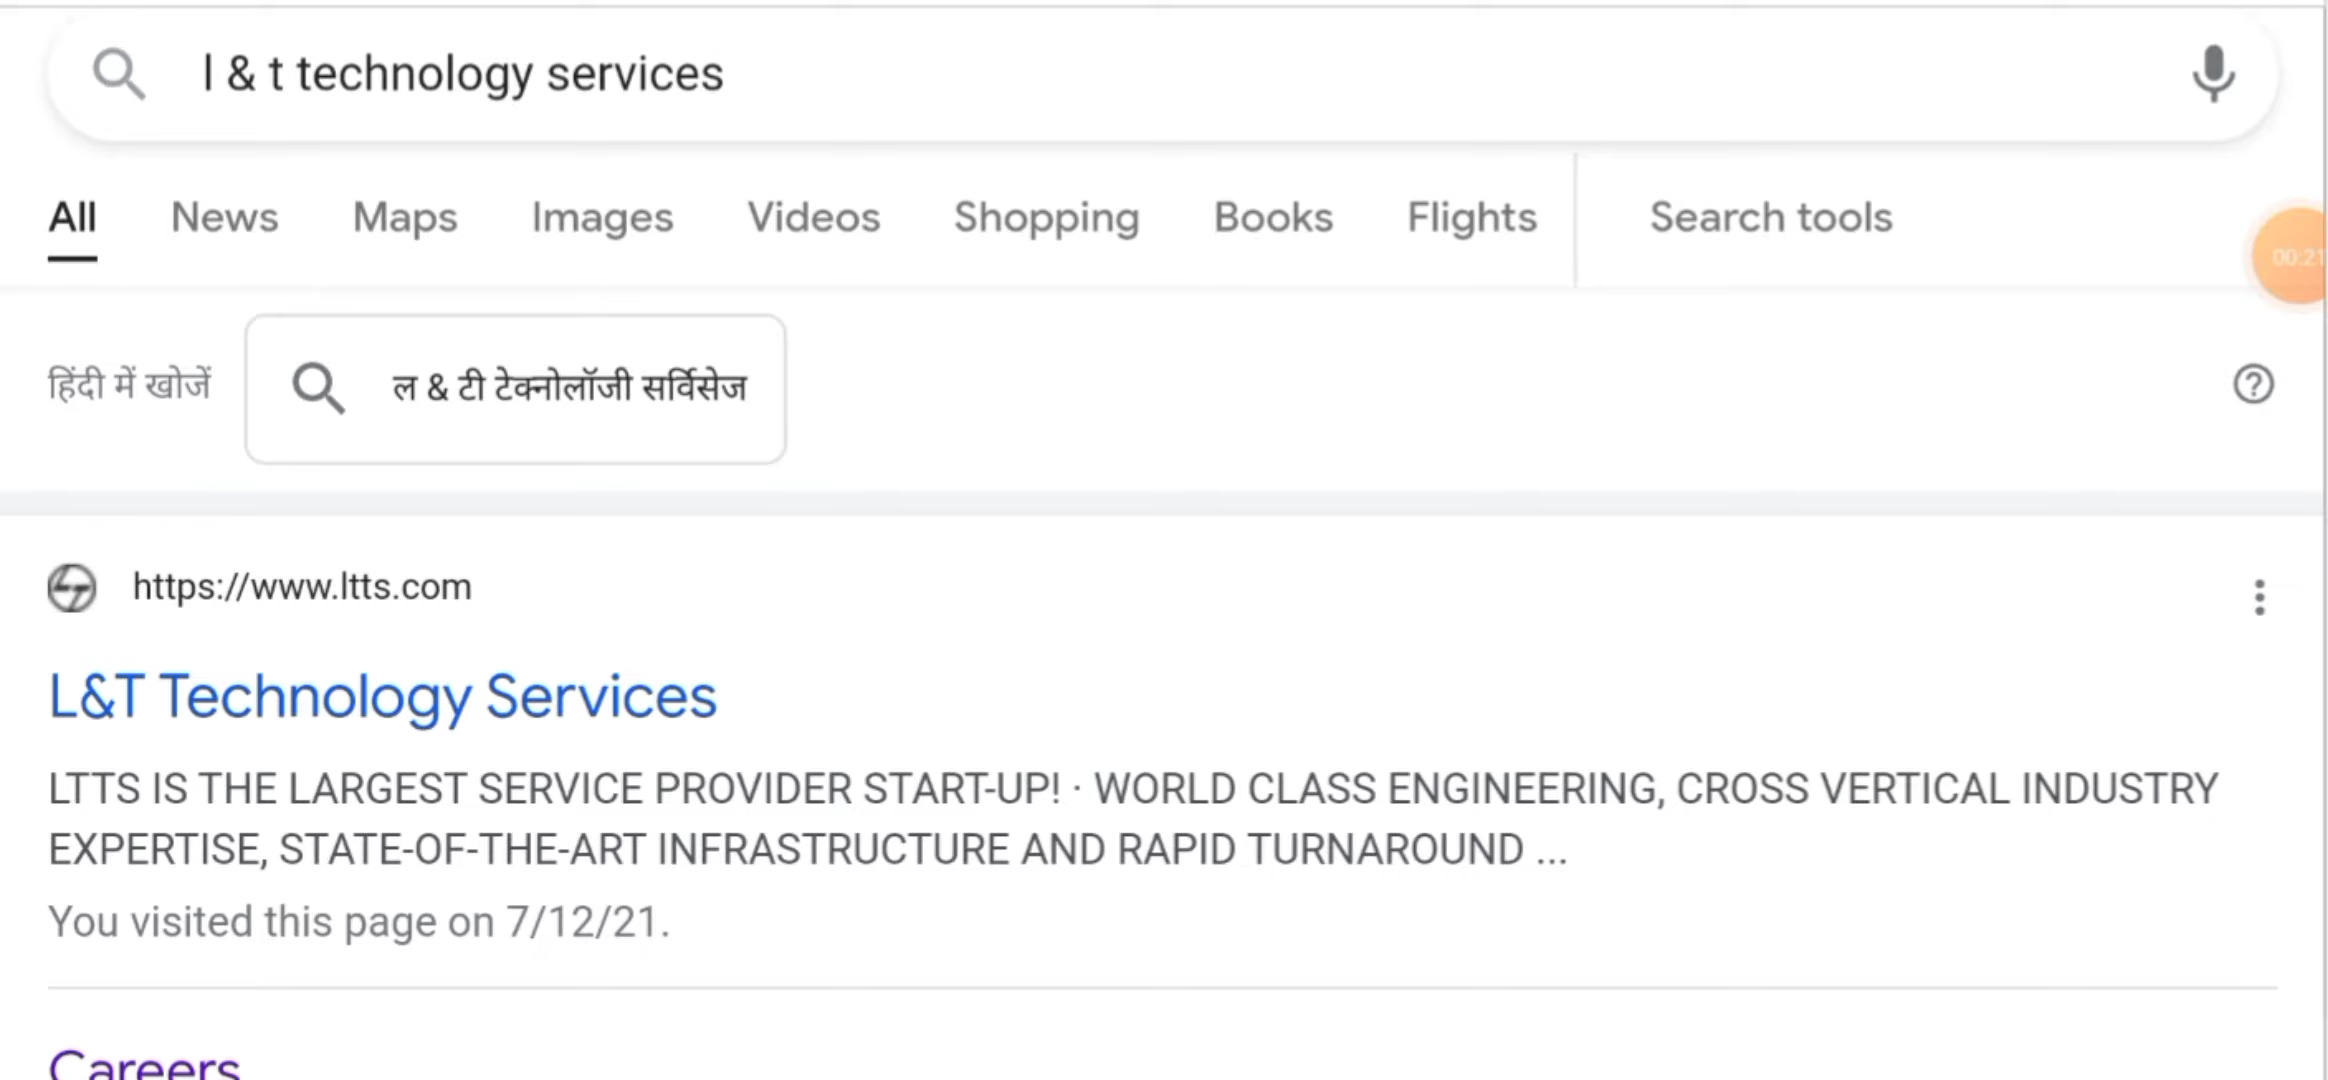 l & t technology services
All News Maps Images Videos Shopping Books Flights Search tools
00:21
हिंदी में खोजें ल & टी टेक्नोलॉजी सर्विसेज
https://www.ltts.com
L&T Technology Services
LTTS IS THE LARGEST SERVICE PROVIDER START-UP! · WORLD CLASS ENGINEERING, CROSS VERTICAL INDUSTRY
EXPERTISE, STATE-OF-THE-ART INFRASTRUCTURE AND RAPID TURNAROUND ...
You visited this page on 7/12/21.
Careers